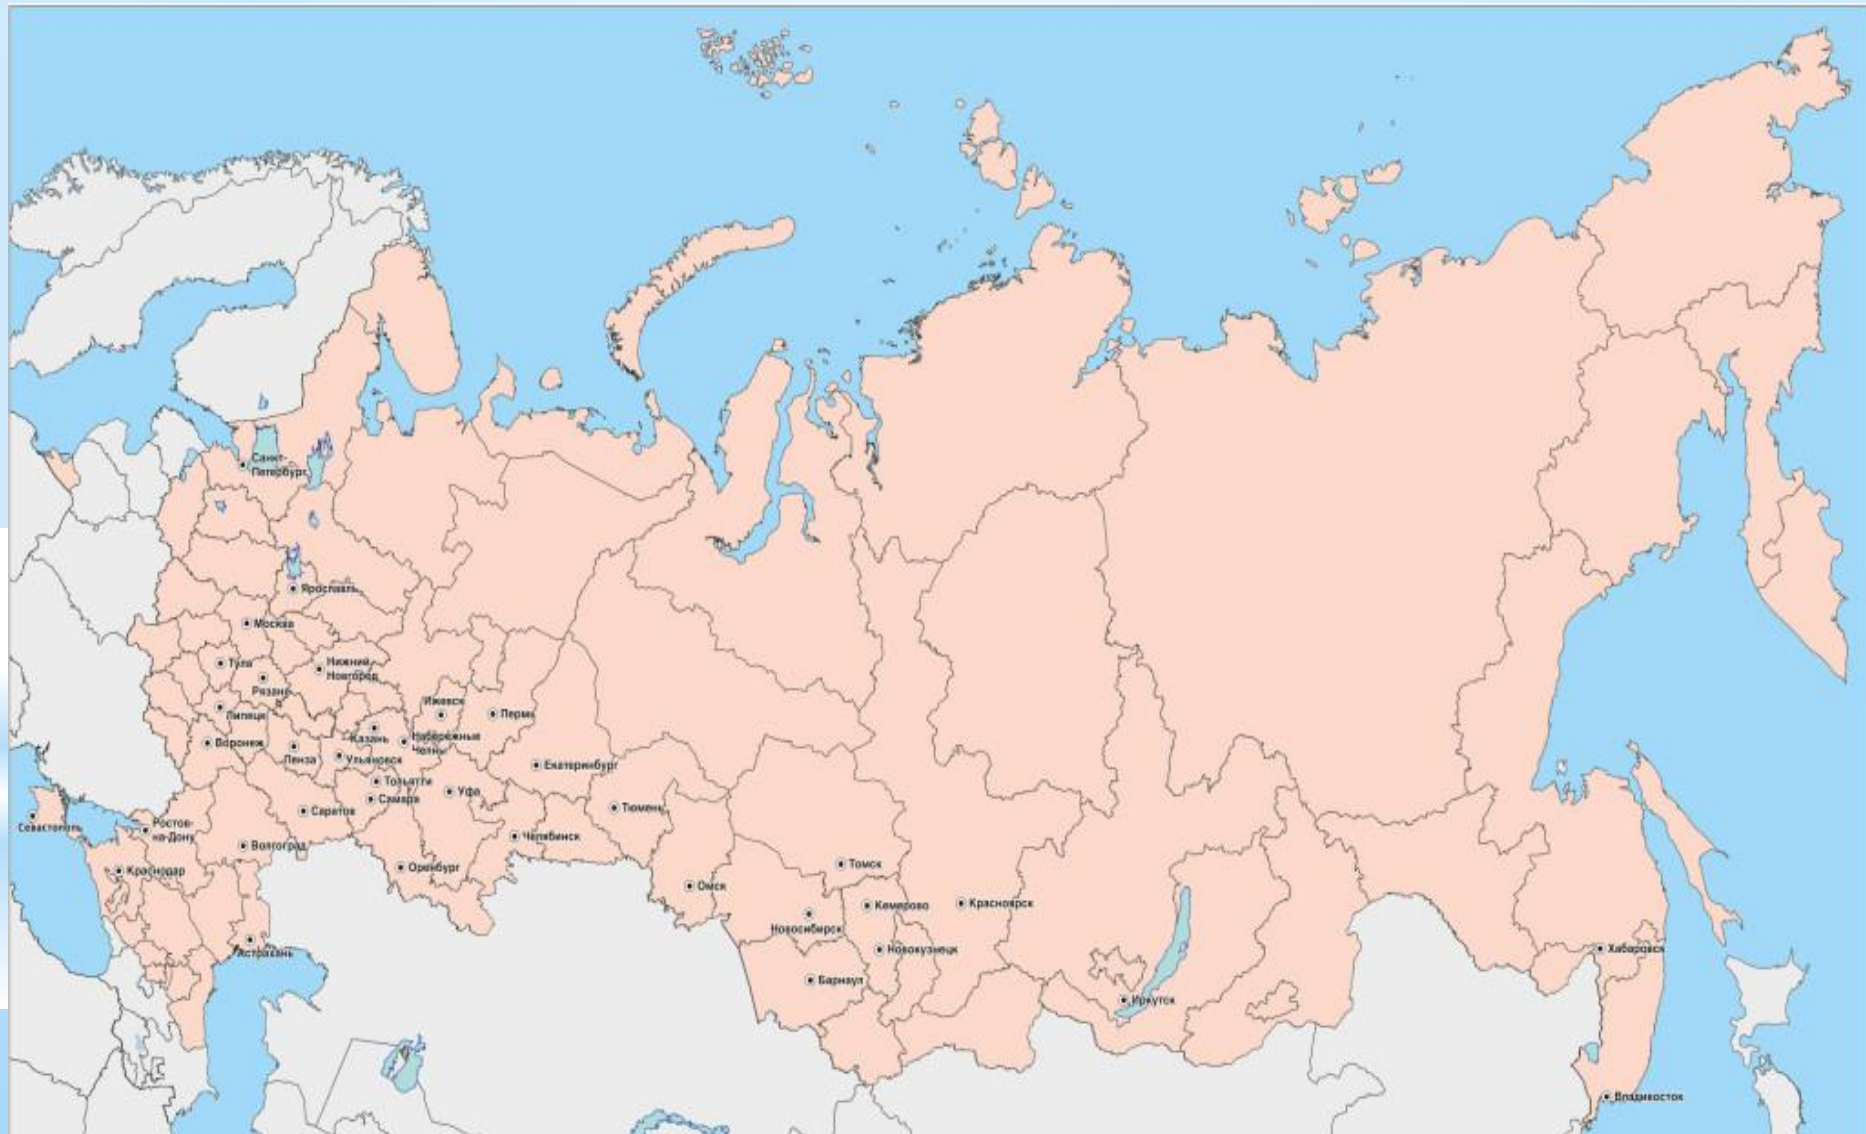 Санкт-
Петербург
Ярославль
Москва
Тула
Нижний
Новгород
Рязань
Ижевск
Липецк
Пермь
Воронеж
Казань
Набережные
Челны
Пенза
Ульяновск
Екатеринбург
Тольятти
Уфа
Самара
Тюмень
Саратов
Севастополь
Ростов-
на-Дону
Челябинск
Волгоград
Томск
Оренбург
Краснодар
Омск
Кемерово
Красноярск
Новосибирск
Астрахань
Новокузнецк
Хабаровск
Барнаул
Иркутск
Владивосток